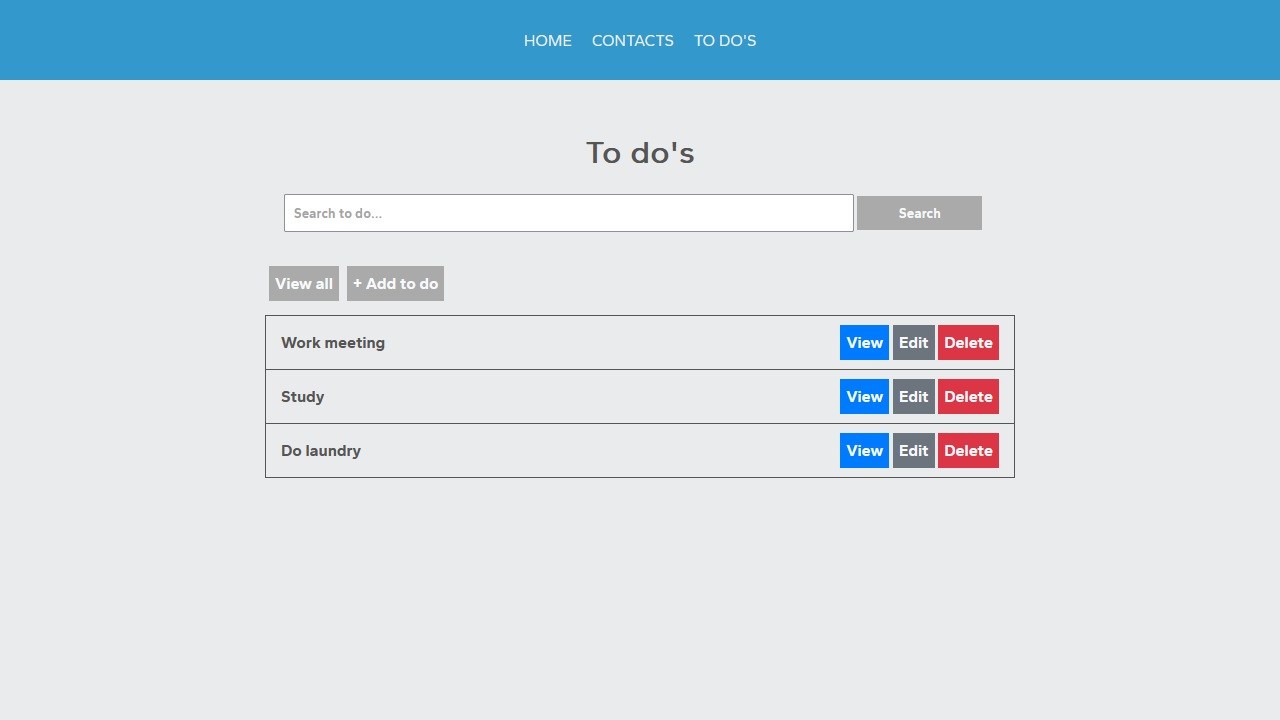 HOME CONTACTS TO DO'S
To do's
Search to do... Search
View all + Add to do
Work meeting View Edit Delete
Study View Edit Delete
Do laundry View Edit Delete